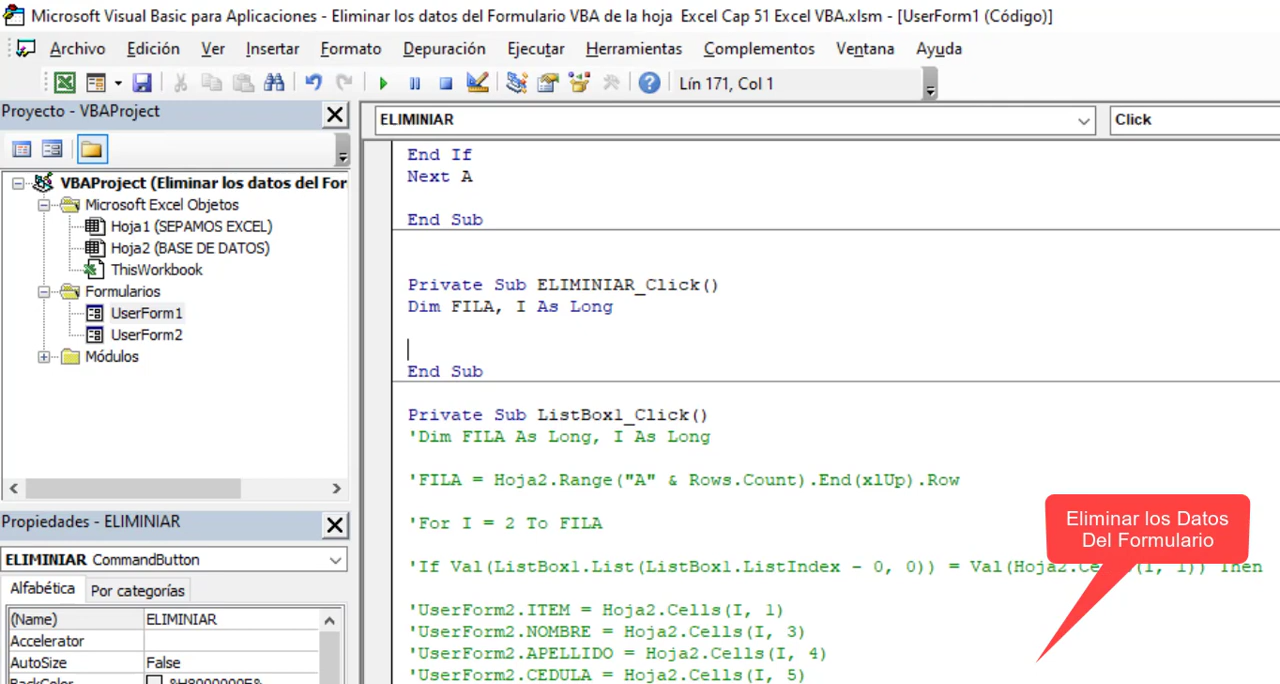 Microsoft Visual Basic para Aplicaciones - Eliminar los datos del Formulario VBA de la hoja Excel Cap 51 Excel VBA.xlsm - [UserForm1 (Código)]
Archivo Edición Ver Insertar Formato Depuración Ejecutar Herramientas Complementos Ventana Ayuda
Lín 171, Col 1
Proyecto - VBAProject
VBAProject (Eliminar los datos del For
Microsoft Excel Objetos
Hoja1 (SEPAMOS EXCEL)
Hoja2 (BASE DE DATOS)
ThisWorkbook
Formularios
UserForm1
UserForm2
Módulos
Propiedades - ELIMINIAR
ELIMINIAR CommandButton
Alfabética Por categorías
(Name) ELIMINIAR
Accelerator
AutoSize False
BackColor &H8000000F&
ELIMINIAR Click
End If
Next A
End Sub
Private Sub ELIMINIAR_Click()
Dim FILA, I As Long
End Sub
Private Sub ListBox1_Click()
'Dim FILA As Long, I As Long
'FILA = Hoja2.Range("A" & Rows.Count).End(xlUp).Row
'For I = 2 To FILA
'If Val(ListBox1.List(ListBox1.ListIndex - 0, 0)) = Val(Hoja2.Cells(I, 1)) Then
'UserForm2.ITEM = Hoja2.Cells(I, 1)
'UserForm2.NOMBRE = Hoja2.Cells(I, 3)
'UserForm2.APELLIDO = Hoja2.Cells(I, 4)
'UserForm2.CEDULA = Hoja2.Cells(I, 5)
Eliminar los Datos
Del Formulario